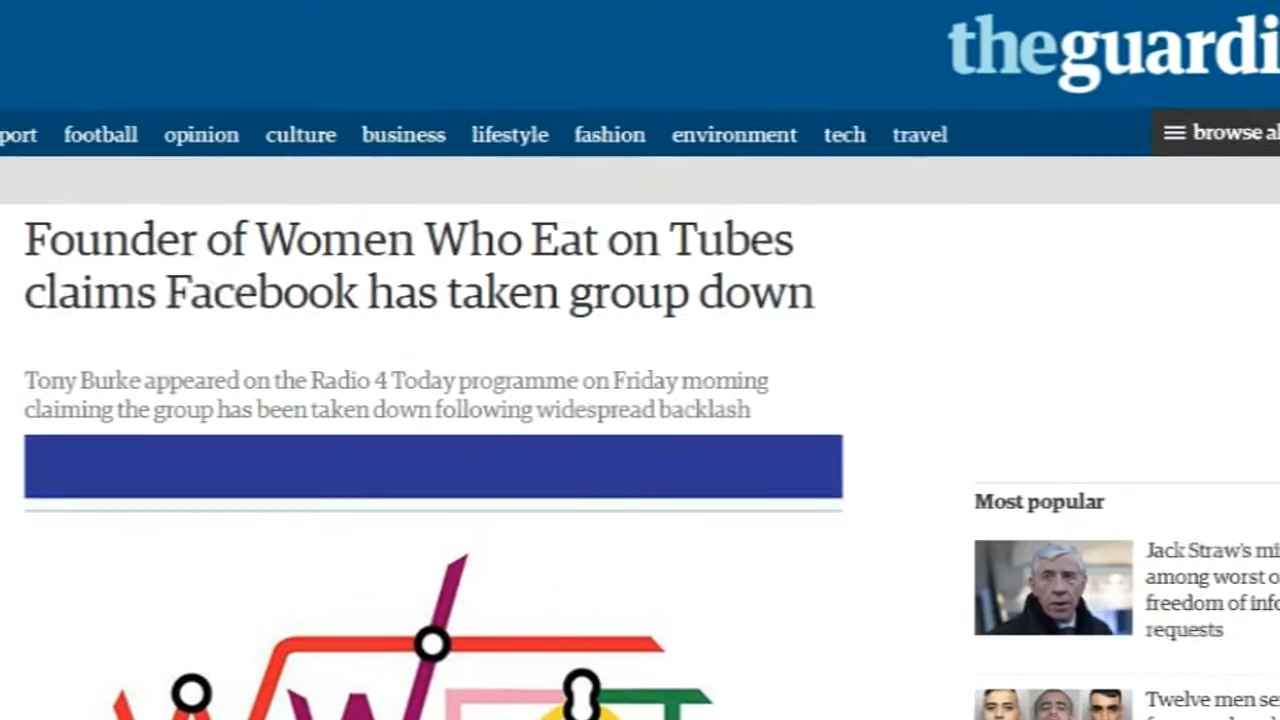 theguardi
port football opinion culture business lifestyle fashion environment tech travel
browse al
Founder of Women Who Eat on Tubes
claims Facebook has taken group down
Tony Burke appeared on the Radio 4 Today programme on Friday morning
claiming the group has been taken down following widespread backlash
Most popular
Jack Straw's mi
among worst o
freedom of info
requests
Twelve men se